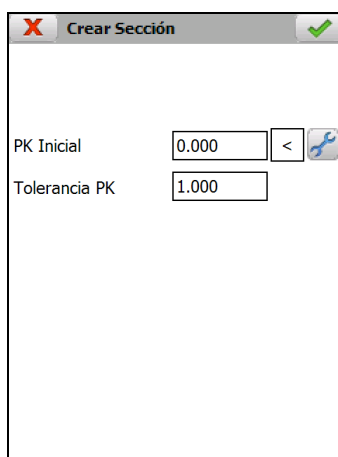 Crear Sección
PK Inicial 0.000 <
Tolerancia PK 1.000